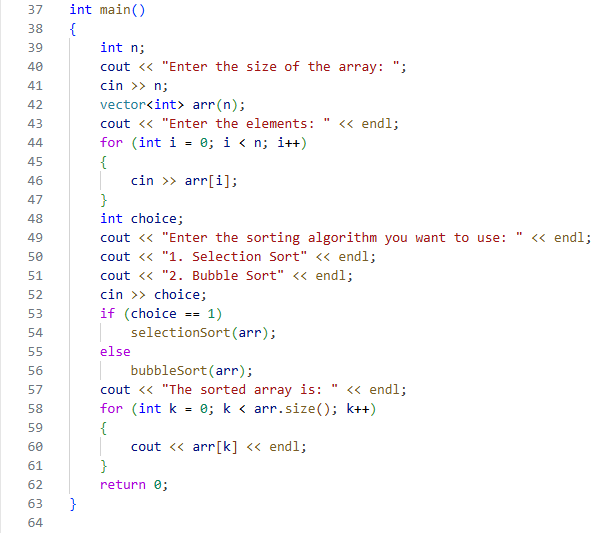 37 int main()
38 {
39     int n;
40     cout << "Enter the size of the array: ";
41     cin >> n;
42     vector<int> arr(n);
43     cout << "Enter the elements: " << endl;
44     for (int i = 0; i < n; i++)
45     {
46         cin >> arr[i];
47     }
48     int choice;
49     cout << "Enter the sorting algorithm you want to use: " << endl;
50     cout << "1. Selection Sort" << endl;
51     cout << "2. Bubble Sort" << endl;
52     cin >> choice;
53     if (choice == 1)
54         selectionSort(arr);
55     else
56         bubbleSort(arr);
57     cout << "The sorted array is: " << endl;
58     for (int k = 0; k < arr.size(); k++)
59     {
60         cout << arr[k] << endl;
61     }
62     return 0;
63 }
64